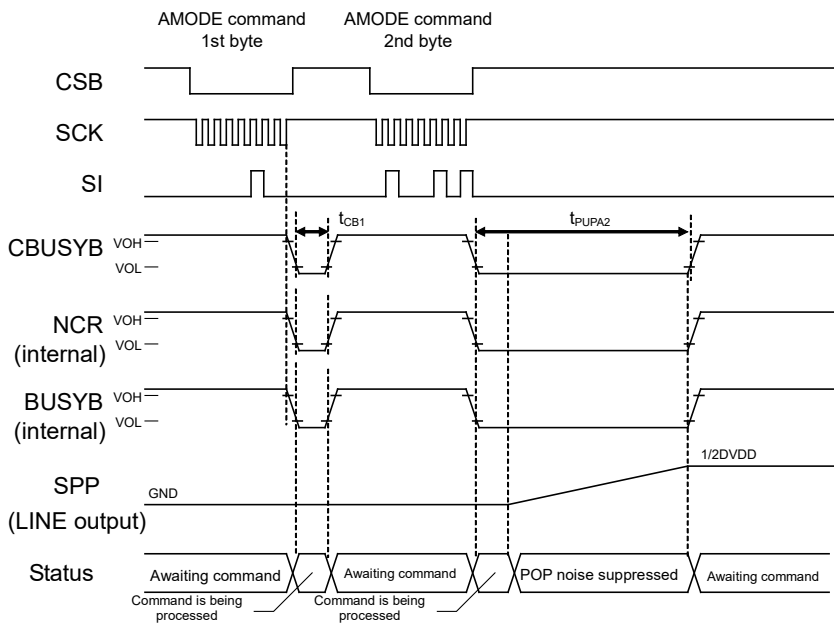 AMODE command
1st byte
AMODE command
2nd byte
CSB
SCK
SI
tCB1
tPUPA2
CBUSYB
VOH
VOL
NCR
(internal)
VOH
VOL
BUSYB
(internal)
VOH
VOL
SPP
(LINE output)
GND
1/2DVDD
Status
Awaiting command
Awaiting command
POP noise suppressed
Awaiting command
Command is being
processed
Command is being
processed